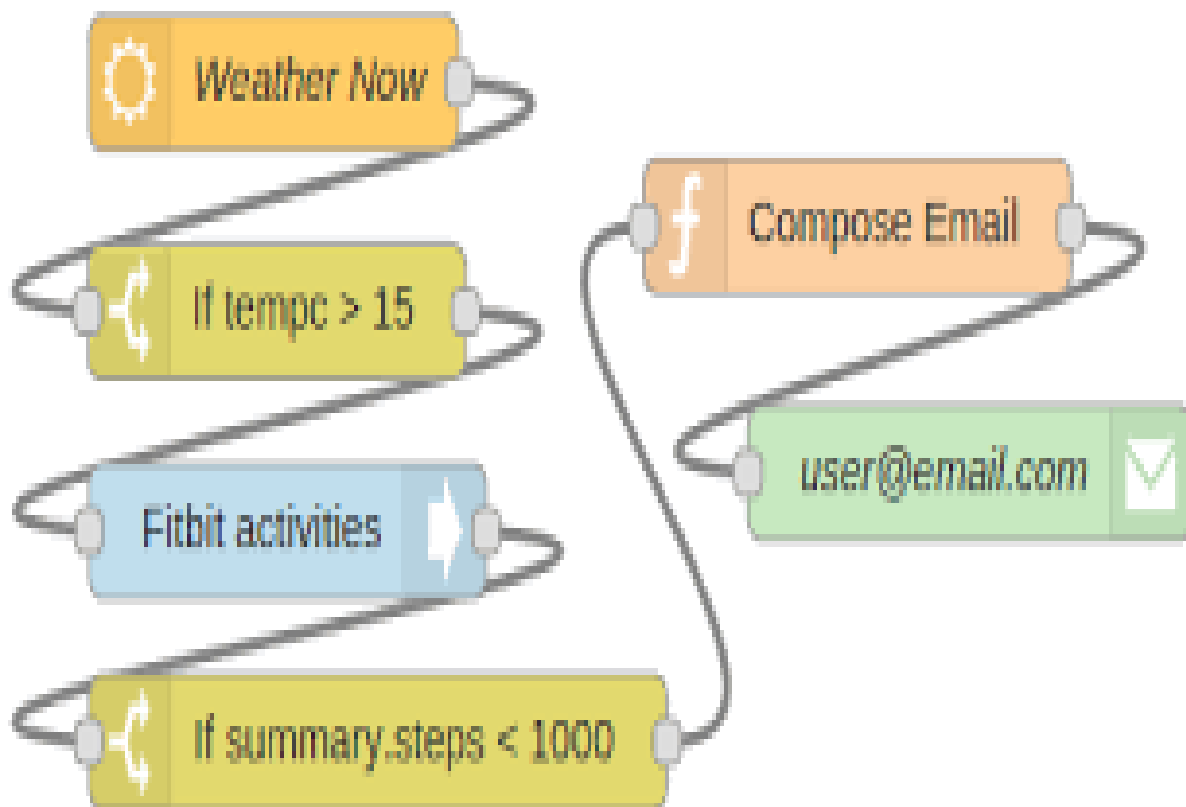 Weather Now
If tempc > 15
Fitbit activities
If summary.steps < 1000
Compose Email
user@email.com